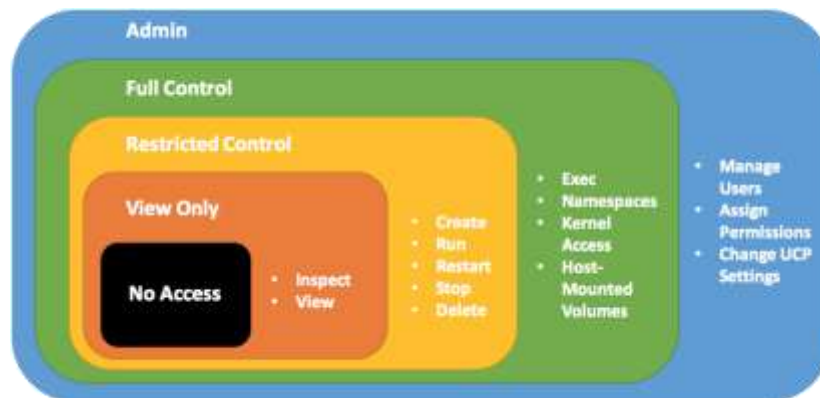 Admin
Full Control
Restricted Control
View Only
No Access
• Inspect
• View
• Create
• Run
• Restart
• Stop
• Delete
• Exec
• Namespaces
• Kernel
Access
• Host-
Mounted
Volumes
• Manage
Users
• Assign
Permissions
• Change UCP
Settings